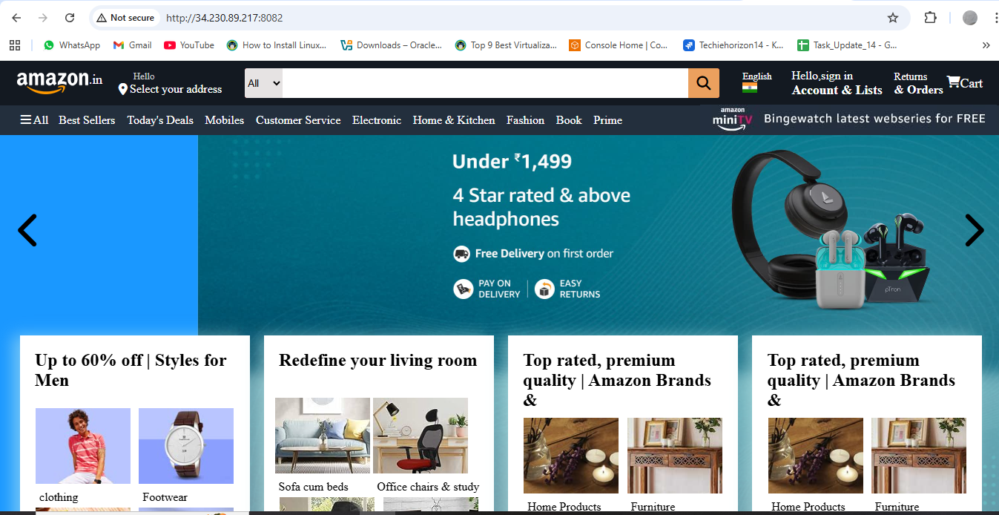 Not secure http://34.230.89.217:8082
WhatsApp Gmail YouTube How to Install Linux... Downloads – Oracle... Top 9 Best Virtualiza... Console Home | Co... Techiehorizon14 - K... Task_Update_14 - G... »
amazon.in
Hello
Select your address
All
English
Hello,sign in
Account & Lists
Returns
& Orders
Cart
All Best Sellers Today's Deals Mobiles Customer Service Electronic Home & Kitchen Fashion Book Prime
amazon
miniTV
Bingewatch latest webseries for FREE
Under ₹1,499
4 Star rated & above
headphones
Free Delivery on first order
PAY ON
DELIVERY
EASY
RETURNS
pTron
Up to 60% off | Styles for
Men
clothing Footwear
Redefine your living room
Sofa cum beds Office chairs & study
Top rated, premium
quality | Amazon Brands
&
Home Products Furniture
Top rated, premium
quality | Amazon Brands
&
Home Products Furniture